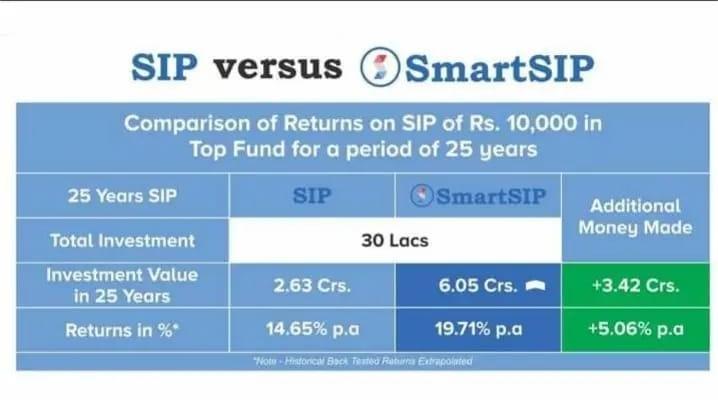 SIP versus SmartSIP
Comparison of Returns on SIP of Rs. 10,000 in
Top Fund for a period of 25 years
25 Years SIP
SIP
SmartSIP
Additional
Money Made
Total Investment
30 Lacs
Investment Value
in 25 Years
2.63 Crs.
6.05 Crs.
+3.42 Crs.
Returns in %*
14.65% p.a
19.71% p.a
+5.06% p.a
*Note - Historical Back Tested Returns Extrapolated